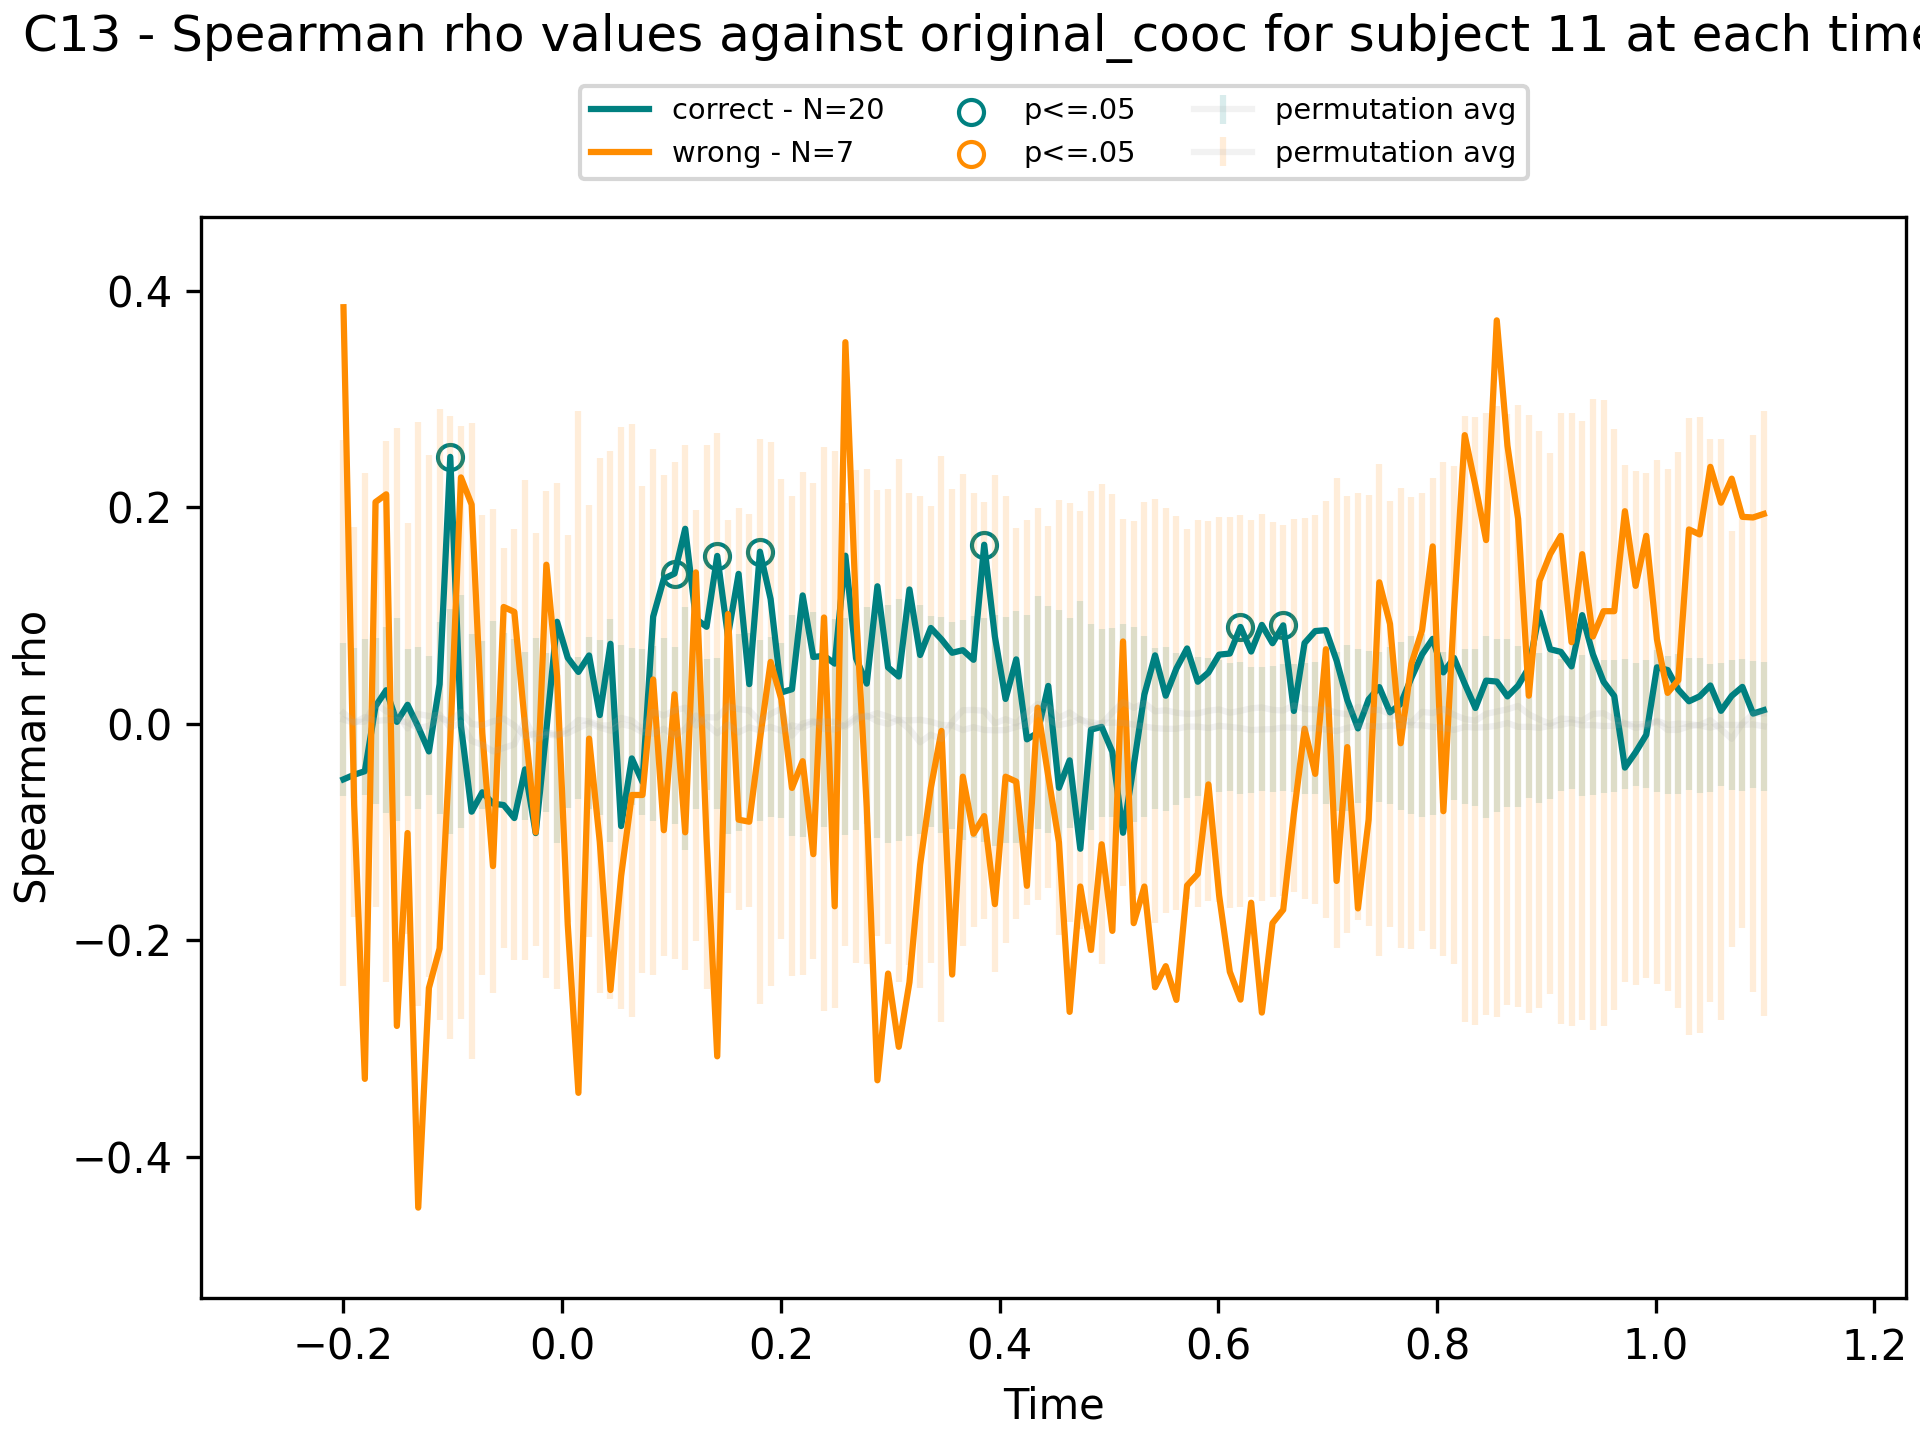 C13 - Spearman rho values against original_cooc for subject 11 at each time
correct - N=20
wrong - N=7
p<=.05
p<=.05
permutation avg
permutation avg
Spearman rho
0.4
0.2
0.0
−0.2
−0.4
−0.2
0.0
0.2
0.4
0.6
0.8
1.0
1.2
Time